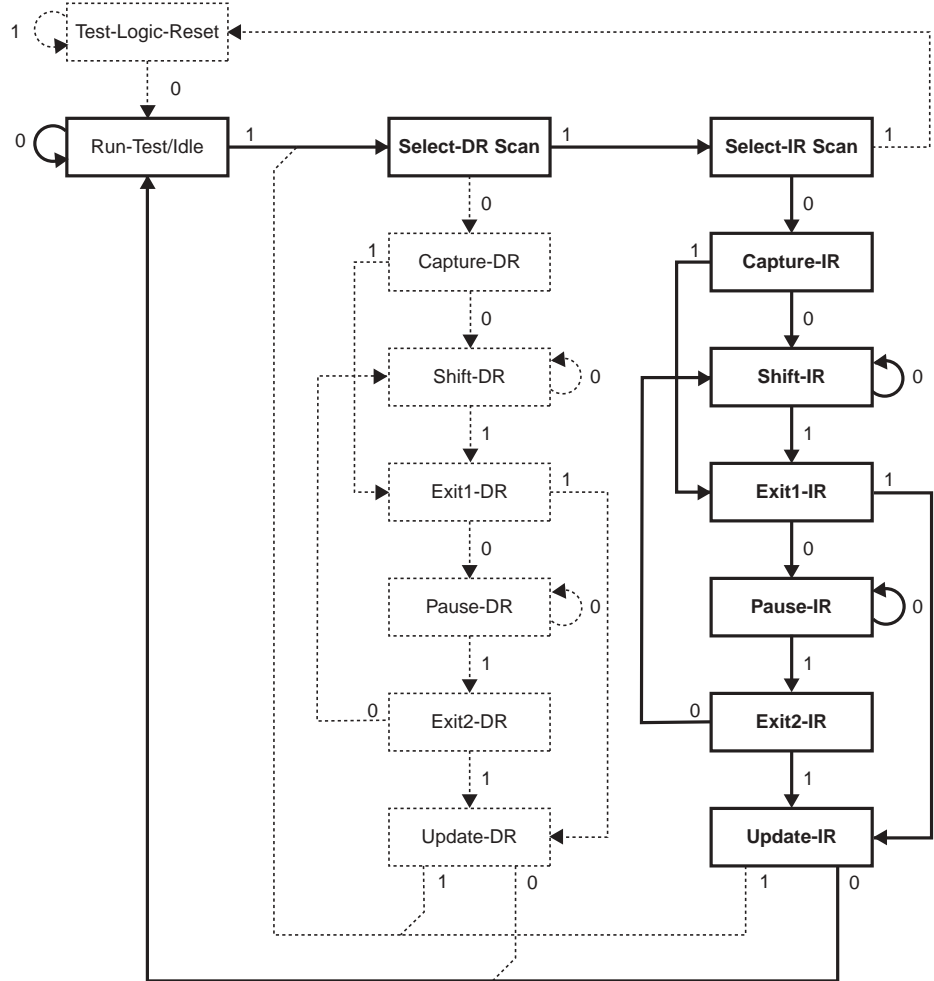 1
Test-Logic-Reset
0
0
Run-Test/Idle
1
Select-DR Scan
1
Select-IR Scan
1
0
0
1
Capture-DR
1
Capture-IR
0
0
Shift-DR
0
Shift-IR
0
1
1
Exit1-DR
1
Exit1-IR
1
0
0
Pause-DR
0
Pause-IR
0
1
1
0
Exit2-DR
0
Exit2-IR
1
1
Update-DR
Update-IR
1
0
1
0